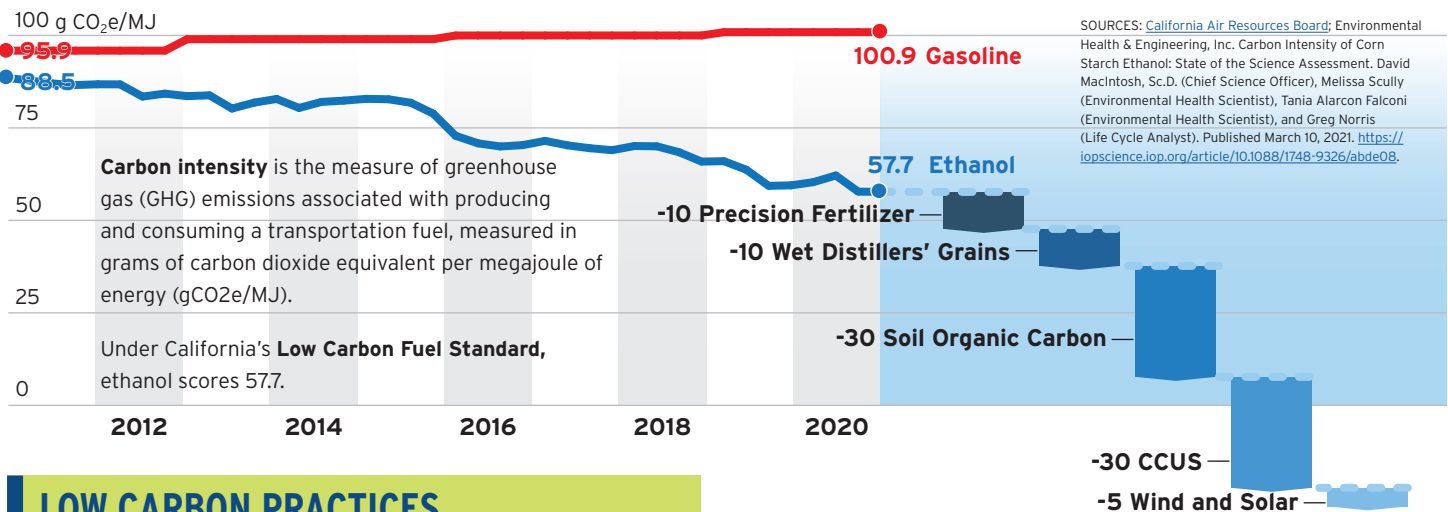 100 g CO₂e/MJ
95.9
88.5
75
50
25
0
100.9 Gasoline
57.7 Ethanol
Carbon intensity is the measure of greenhouse
gas (GHG) emissions associated with producing
and consuming a transportation fuel, measured in
grams of carbon dioxide equivalent per megajoule of
energy (gCO2e/MJ).
Under California's Low Carbon Fuel Standard,
ethanol scores 57.7.
SOURCES: California Air Resources Board; Environmental
Health & Engineering, Inc. Carbon Intensity of Corn
Starch Ethanol: State of the Science Assessment. David
MacIntosh, Sc.D. (Chief Science Officer), Melissa Scully
(Environmental Health Scientist), Tania Alarcon Falconi
(Environmental Health Scientist), and Greg Norris
(Life Cycle Analyst). Published March 10, 2021. https://
iopscience.iop.org/article/10.1088/1748-9326/abde08.
-10 Precision Fertilizer
-10 Wet Distillers' Grains
-30 Soil Organic Carbon
-30 CCUS
-5 Wind and Solar
2012
2014
2016
2018
2020
LOW CARBON PRACTICES